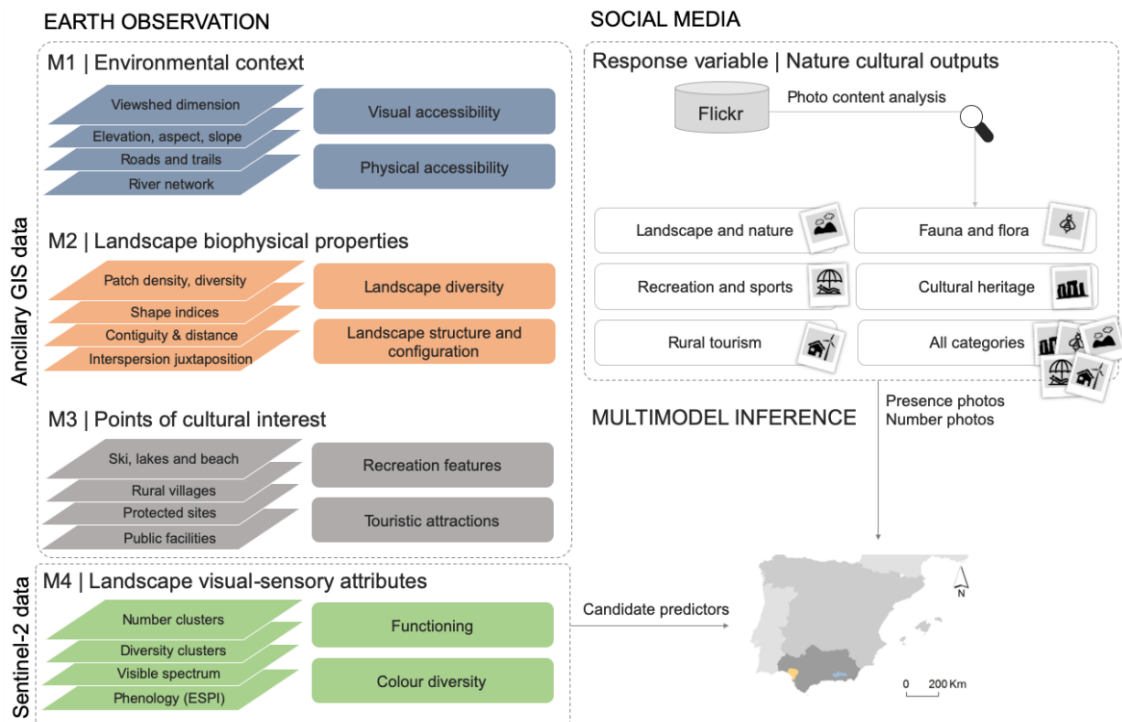 EARTH OBSERVATION
Ancillary GIS data
M1 | Environmental context
Viewshed dimension
Elevation, aspect, slope
Roads and trails
River network
Visual accessibility
Physical accessibility
M2 | Landscape biophysical properties
Patch density, diversity
Shape indices
Contiguity & distance
Interspersion juxtaposition
Landscape diversity
Landscape structure and
configuration
M3 | Points of cultural interest
Ski, lakes and beach
Rural villages
Protected sites
Public facilities
Recreation features
Touristic attractions
Sentinel-2 data
M4 | Landscape visual-sensory attributes
Number clusters
Diversity clusters
Visible spectrum
Phenology (ESPI)
Functioning
Colour diversity
SOCIAL MEDIA
Response variable | Nature cultural outputs
Flickr
Photo content analysis
Landscape and nature
Fauna and flora
Recreation and sports
Cultural heritage
Rural tourism
All categories
MULTIMODEL INFERENCE
Presence photos
Number photos
Candidate predictors
N
0 200 Km